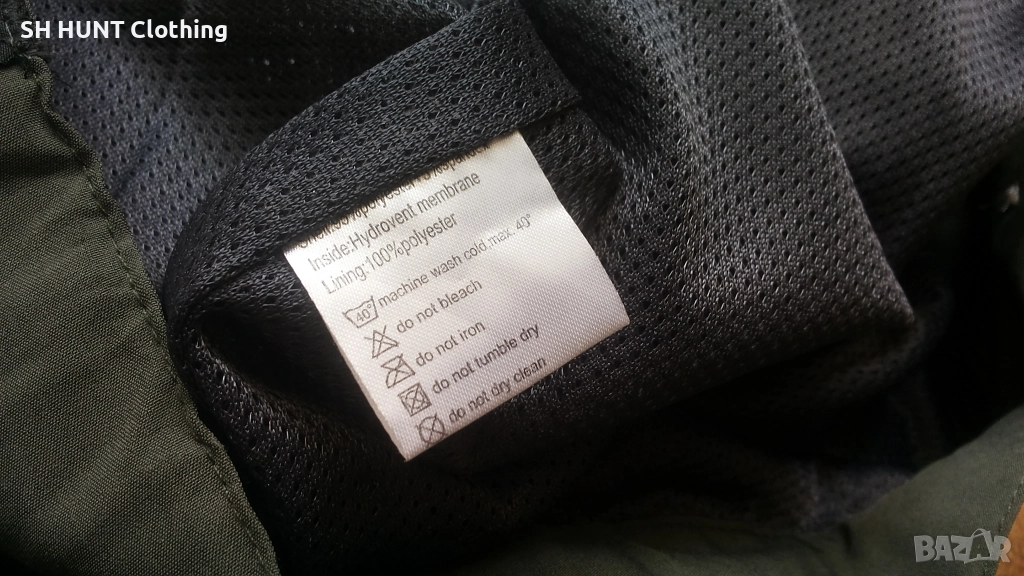 SH HUNT Clothing
Inside:Hydrovent membrane
Lining:100%polyester
40° machine wash cold,max 40°
do not bleach
do not iron
do not tumble dry
do not dry clean
BAZAR